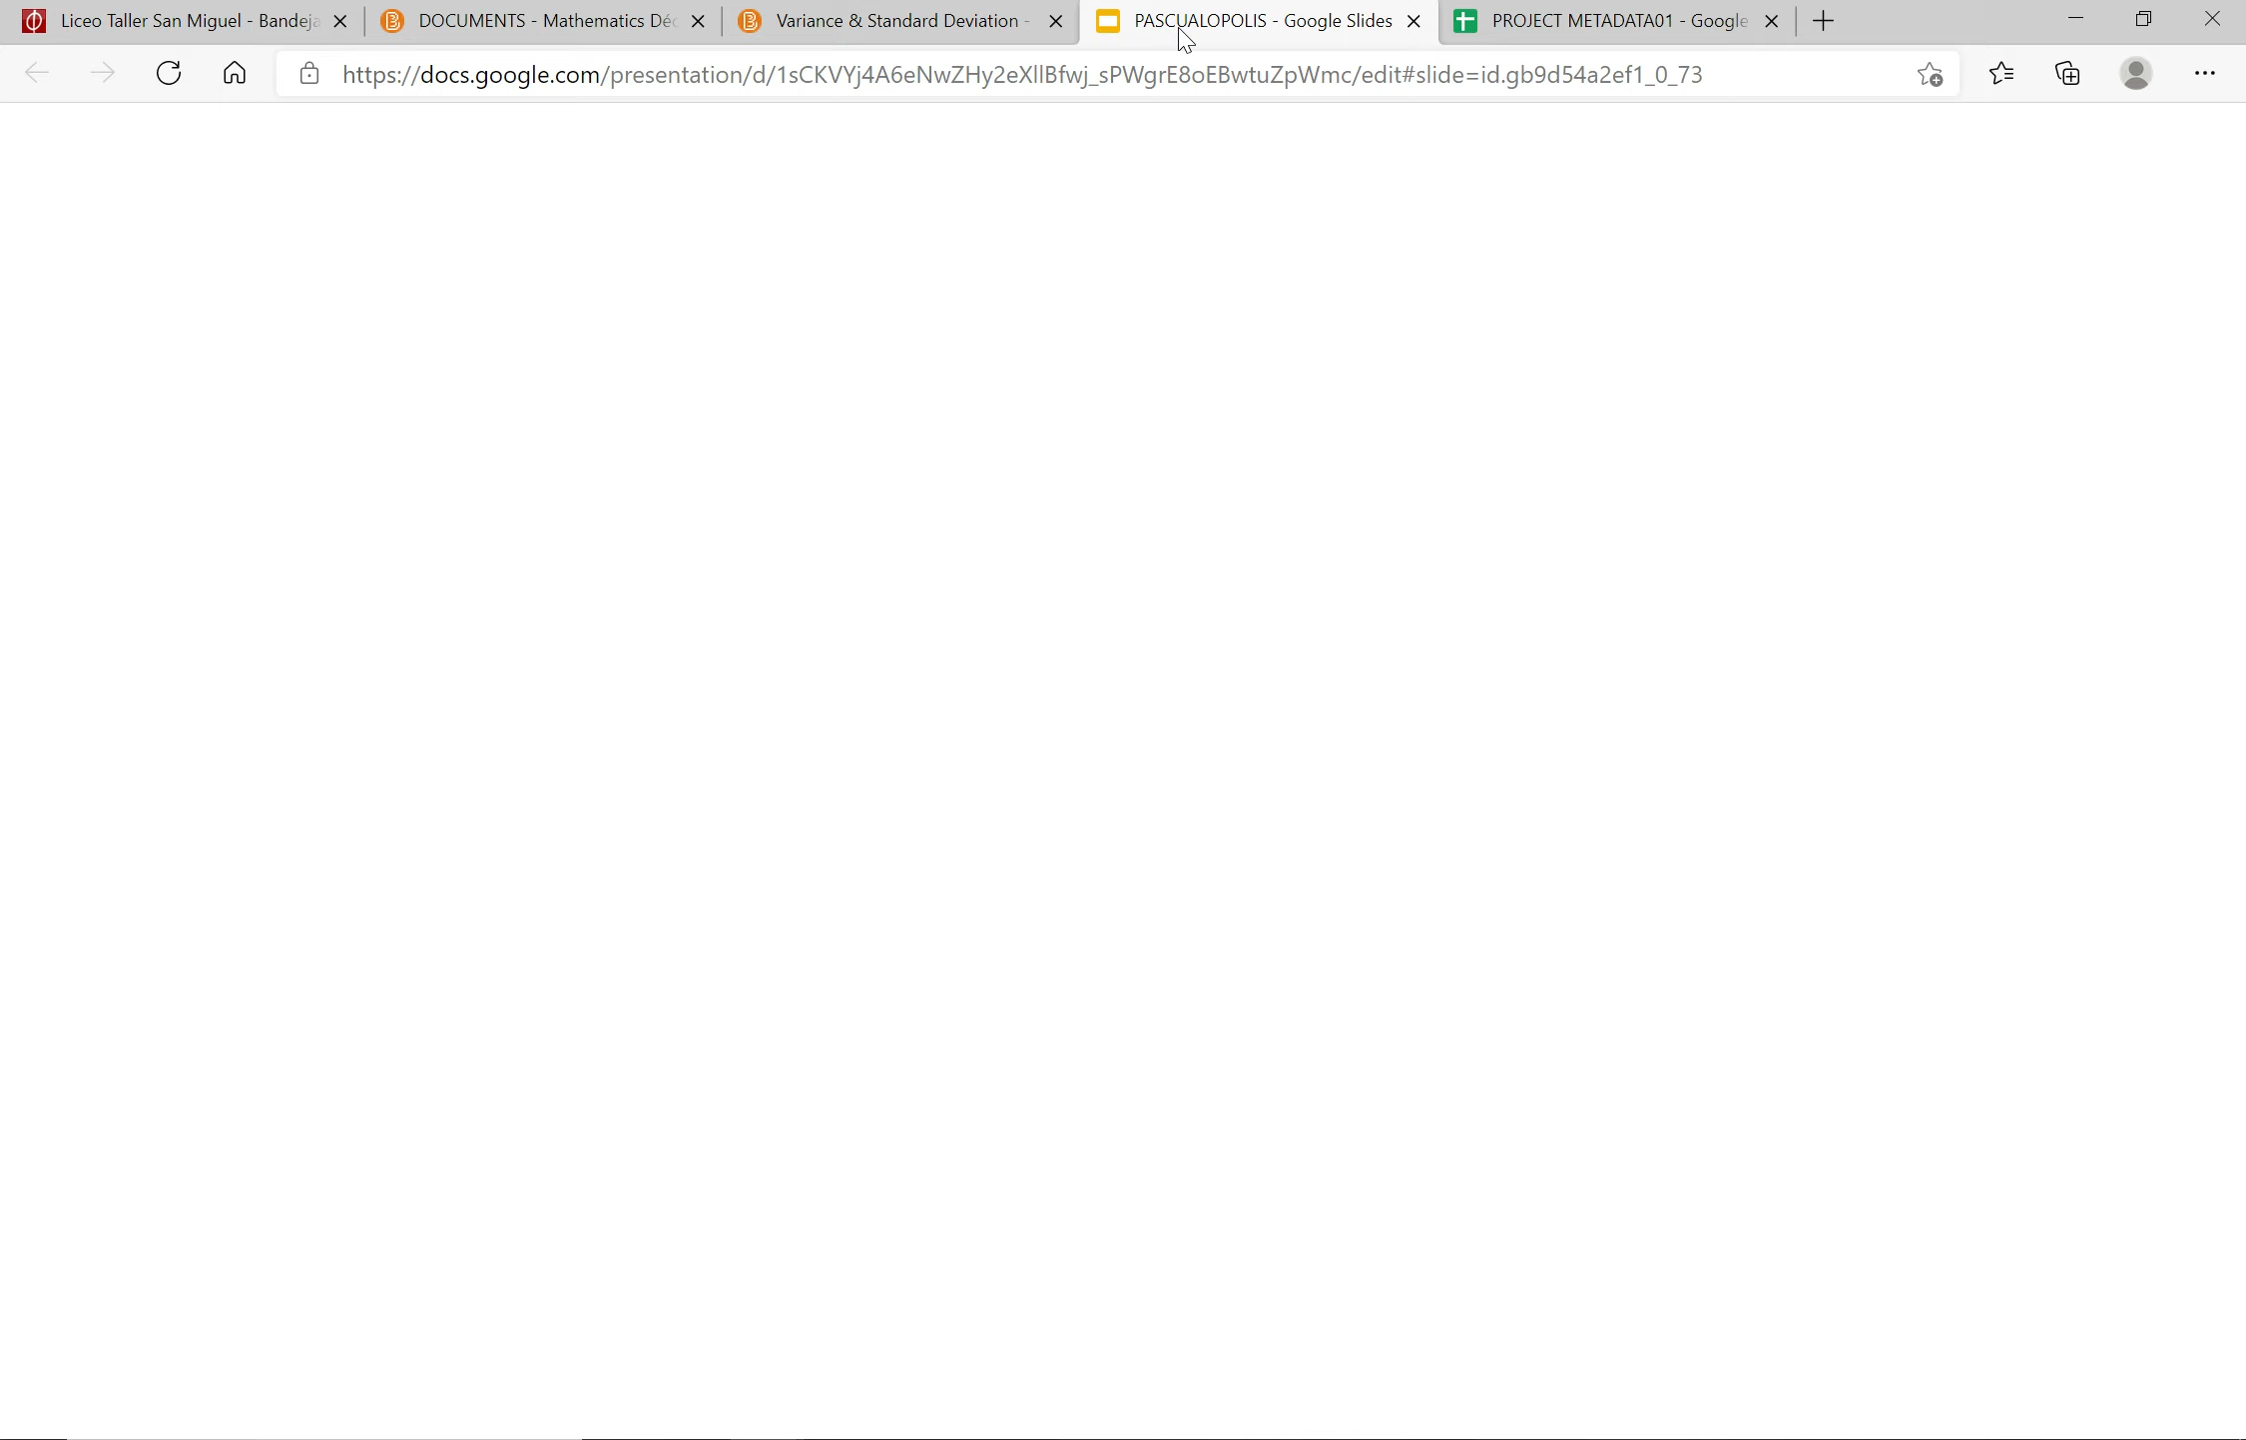 Liceo Taller San Miguel - Bandeja
DOCUMENTS - Mathematics Déc
Variance & Standard Deviation -
PASCUALOPOLIS - Google Slides
PROJECT METADATA01 - Google
https://docs.google.com/presentation/d/1sCKVYj4A6eNwZHy2eXllBfwj_sPWgrE8oEBwtuZpWmc/edit#slide=id.gb9d54a2ef1_0_73